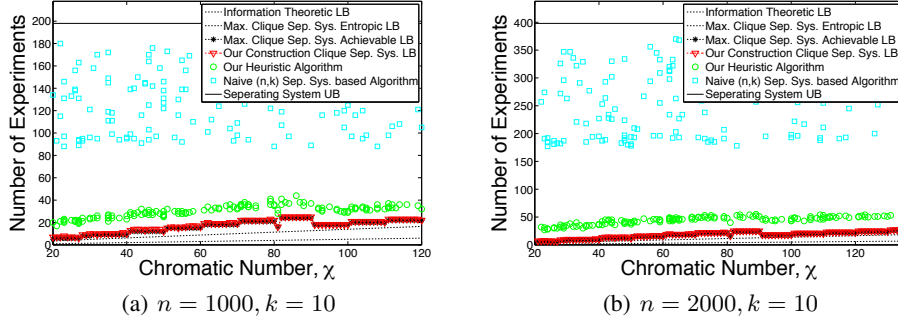 Information Theoretic LB
Max. Clique Sep. Sys. Entropic LB
Max. Clique Sep. Sys. Achievable LB
Our Construction Clique Sep. Sys. LB
Our Heuristic Algorithm
Naive (n,k) Sep. Sys. based Algorithm
Seperating System UB
Number of Experiments
200
180
160
140
120
100
80
60
40
20
0
20 40 60 80 100 120
Chromatic Number, χ
(a) n = 1000, k = 10
Information Theoretic LB
Max. Clique Sep. Sys. Entropic LB
Max. Clique Sep. Sys. Achievable LB
Our Construction Clique Sep. Sys. LB
Our Heuristic Algorithm
Naive (n,k) Sep. Sys. based Algorithm
Seperating System UB
Number of Experiments
400
350
300
250
200
150
100
50
0
20 40 60 80 100 120
Chromatic Number, χ
(b) n = 2000, k = 10